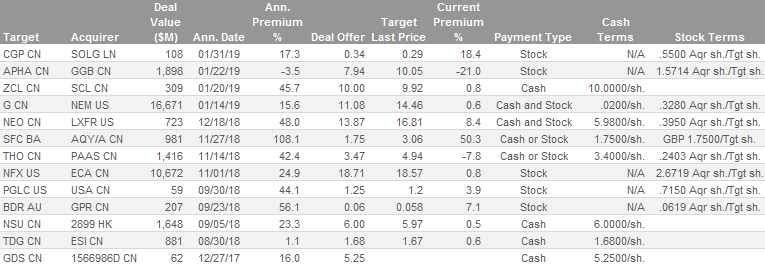 Deal Ann. Target Current
Value Premium Last Price Premium Cash
Target Acquirer ($M) Ann. Date % Deal Offer % Payment Type Terms Stock Terms
CGP CN SOLG LN 108 01/31/19 17.3 0.34 0.29 18.4 Stock N/A .5500 Aqr sh./Tgt sh.
APHA CN GGB CN 1,898 01/22/19 -3.5 7.94 10.05 -21.0 Stock N/A 1.5714 Aqr sh./Tgt sh.
ZCL CN SCL CN 309 01/20/19 45.7 10.00 9.92 0.8 Cash 10.0000/sh.
G CN NEM US 16,671 01/14/19 15.6 11.08 14.46 0.6 Cash and Stock .0200/sh. .3280 Aqr sh./Tgt sh.
NEO CN LXFR US 723 12/18/18 48.0 13.87 16.81 8.4 Cash and Stock 5.9800/sh. .3950 Aqr sh./Tgt sh.
SFC BA AQY/A CN 981 11/27/18 108.1 1.75 3.06 50.3 Cash or Stock 1.7500/sh. GBP 1.7500/Tgt sh.
THO CN PAAS CN 1,416 11/14/18 42.4 3.47 4.94 -7.8 Cash or Stock 3.4000/sh. .2403 Aqr sh./Tgt sh.
NFX US ECA CN 10,672 11/01/18 24.9 18.71 18.57 0.8 Stock N/A 2.6719 Aqr sh./Tgt sh.
PGLC US USA CN 59 09/30/18 44.1 1.25 1.2 3.9 Stock N/A .7150 Aqr sh./Tgt sh.
BDR AU GPR CN 207 09/23/18 56.1 0.06 0.058 7.1 Stock N/A .0619 Aqr sh./Tgt sh.
NSU CN 2899 HK 1,648 09/05/18 23.3 6.00 5.97 0.5 Cash 6.0000/sh.
TDG CN ESI CN 881 08/30/18 1.1 1.68 1.67 0.6 Cash 1.6800/sh.
GDS CN 1566986D CN 62 12/27/17 16.0 5.25 Cash 5.2500/sh.